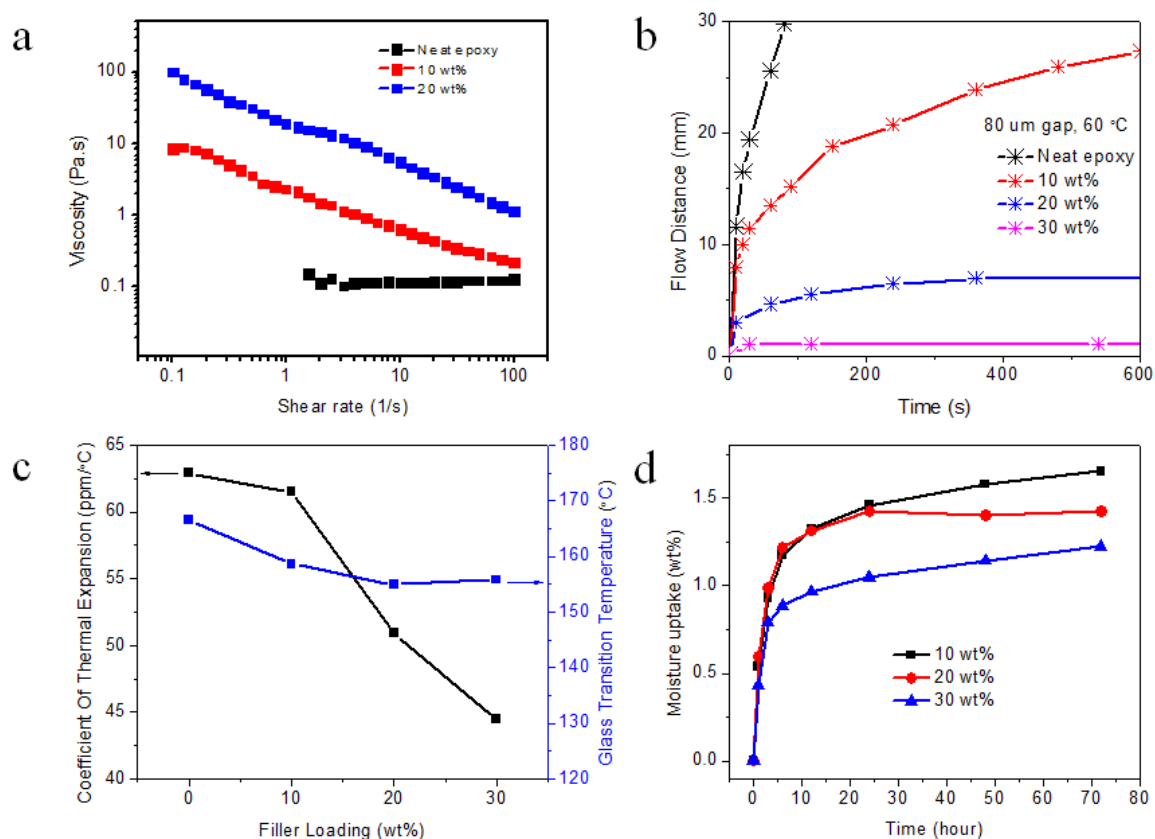 a
Viscosity (Pa.s)
100
10
1
0.1
Neat epoxy
10 wt%
20 wt%
0.1 1 10 100
Shear rate (1/s)
b
Flow Distance (mm)
30
20
10
0
80 um gap, 60 °C
Neat epoxy
10 wt%
20 wt%
30 wt%
0 200 400 600
Time (s)
c
Coefficient Of Thermal Expansion (ppm/°C)
65
60
55
50
45
40
180
170
160
150
140
130
120
Glass Transition Temperature (°C)
0 10 20 30
Filler Loading (wt%)
d
Moisture uptake (wt%)
1.5
1.0
0.5
0.0
10 wt%
20 wt%
30 wt%
0 10 20 30 40 50 60 70 80
Time (hour)